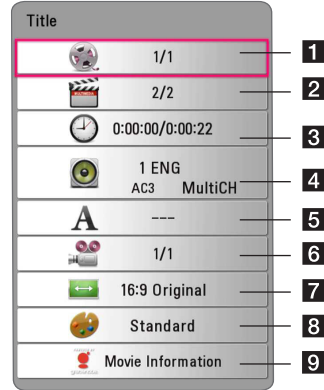 Title
1/1 1
2/2 2
0:00:00/0:00:22 3
1 ENG
AC3 MultiCH 4
--- 5
1/1 6
16:9 Original 7
Standard 8
Movie Information 9